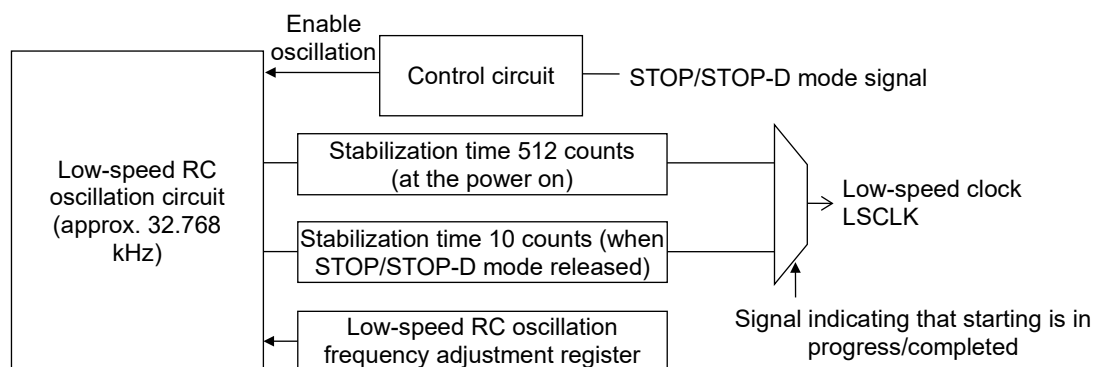 Enable
oscillation
Control circuit
STOP/STOP-D mode signal
Low-speed RC
oscillation circuit
(approx. 32.768
kHz)
Stabilization time 512 counts
(at the power on)
Low-speed clock
LSCLK
Stabilization time 10 counts (when
STOP/STOP-D mode released)
Low-speed RC oscillation
frequency adjustment register
Signal indicating that starting is in
progress/completed